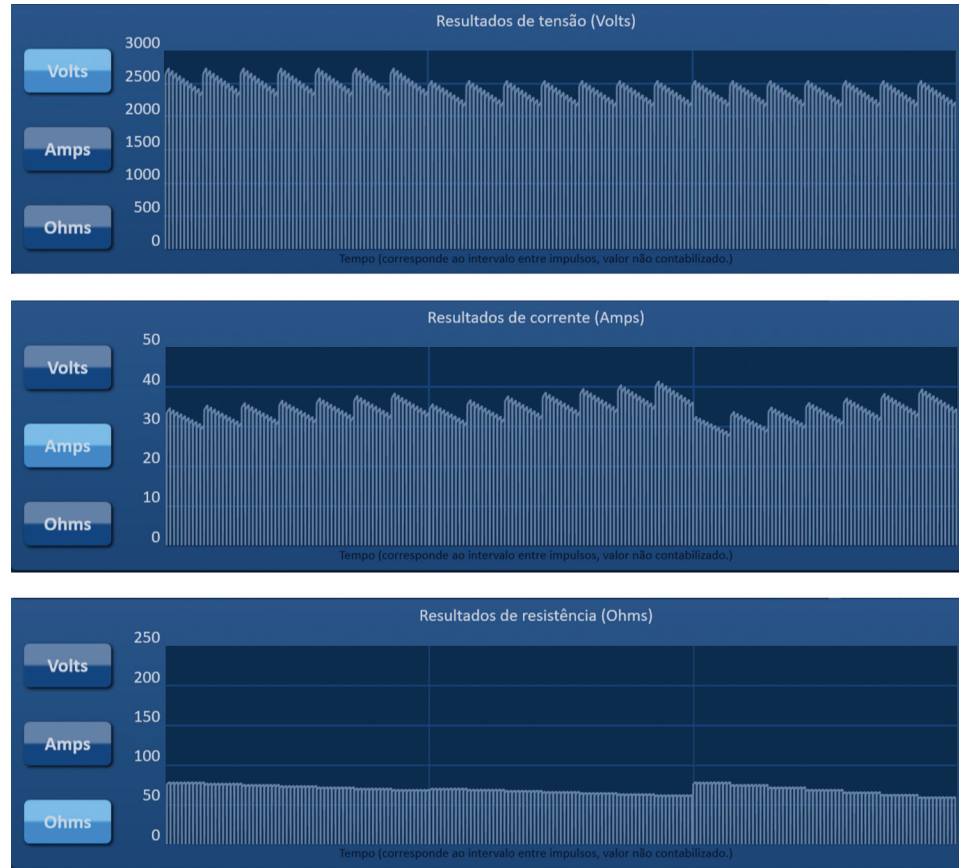 Resultados de tensão (Volts)
Volts
Amps
Ohms
3000
2500
2000
1500
1000
500
0
Tempo (corresponde ao intervalo entre impulsos, valor não contabilizado.)
Resultados de corrente (Amps)
Volts
Amps
Ohms
50
40
30
20
10
0
Tempo (corresponde ao intervalo entre impulsos, valor não contabilizado.)
Resultados de resistência (Ohms)
Volts
Amps
Ohms
250
200
150
100
50
0
Tempo (corresponde ao intervalo entre impulsos, valor não contabilizado.)